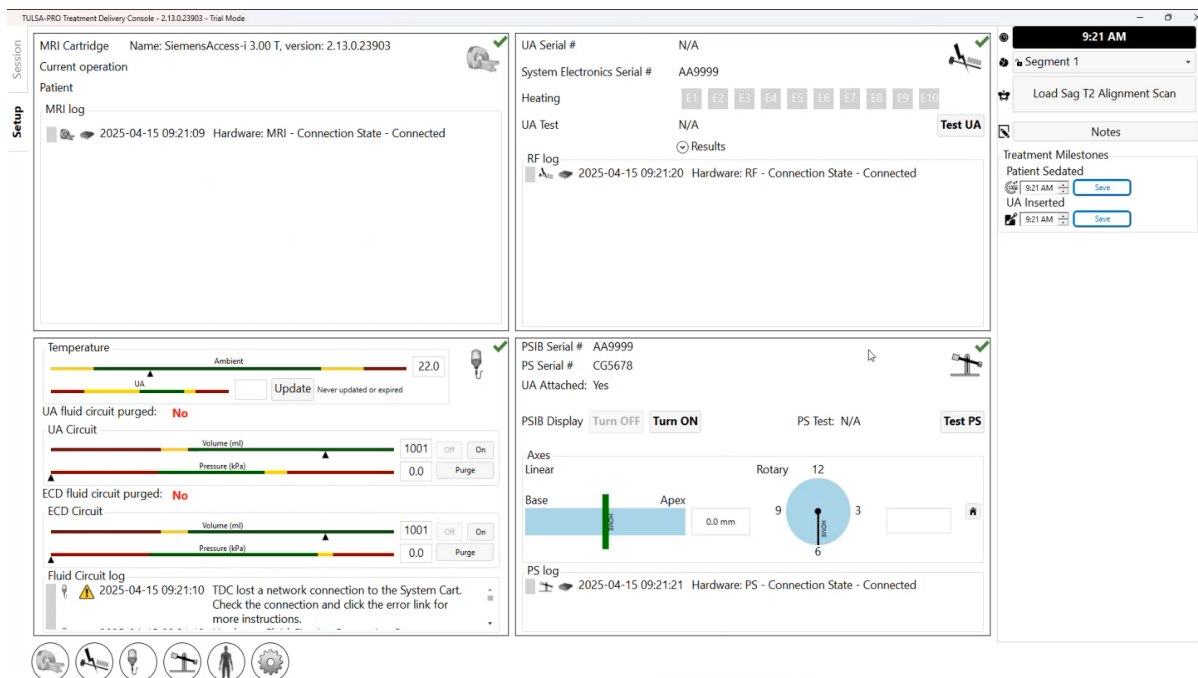 TULSA-PRO Treatment Delivery Console - 2.13.0.23903 - Trial Mode
Session
Setup
MRI Cartridge Name: SiemensAccess-i 3.00 T, version: 2.13.0.23903
Current operation
Patient
MRI log
2025-04-15 09:21:09 Hardware: MRI - Connection State - Connected
UA Serial # N/A
System Electronics Serial # AA9999
Heating E1 E2 E3 E4 E5 E6 E7 E8 E9 E10
UA Test N/A Test UA
Results
RF log
2025-04-15 09:21:20 Hardware: RF - Connection State - Connected
Temperature
Ambient
22.0
UA
Update Never updated or expired
UA fluid circuit purged: No
UA Circuit
Volume (ml)
1001 Off On
Pressure (kPa)
0.0 Purge
ECD fluid circuit purged: No
ECD Circuit
Volume (ml)
1001 Off On
Pressure (kPa)
0.0 Purge
Fluid Circuit log
2025-04-15 09:21:10 TDC lost a network connection to the System Cart.
Check the connection and click the error link for
more instructions.
PSIB Serial # AA9999
PS Serial # CG5678
UA Attached: Yes
PSIB Display Turn OFF Turn ON PS Test: N/A Test PS
Axes
Linear
Base Apex
HOME
0.0 mm
Rotary 12
9 3
HOME
6
PS log
2025-04-15 09:21:21 Hardware: PS - Connection State - Connected
9:21 AM
Segment 1
Load Sag T2 Alignment Scan
Notes
Treatment Milestones
Patient Sedated
9:21 AM Save
UA Inserted
9:21 AM Save